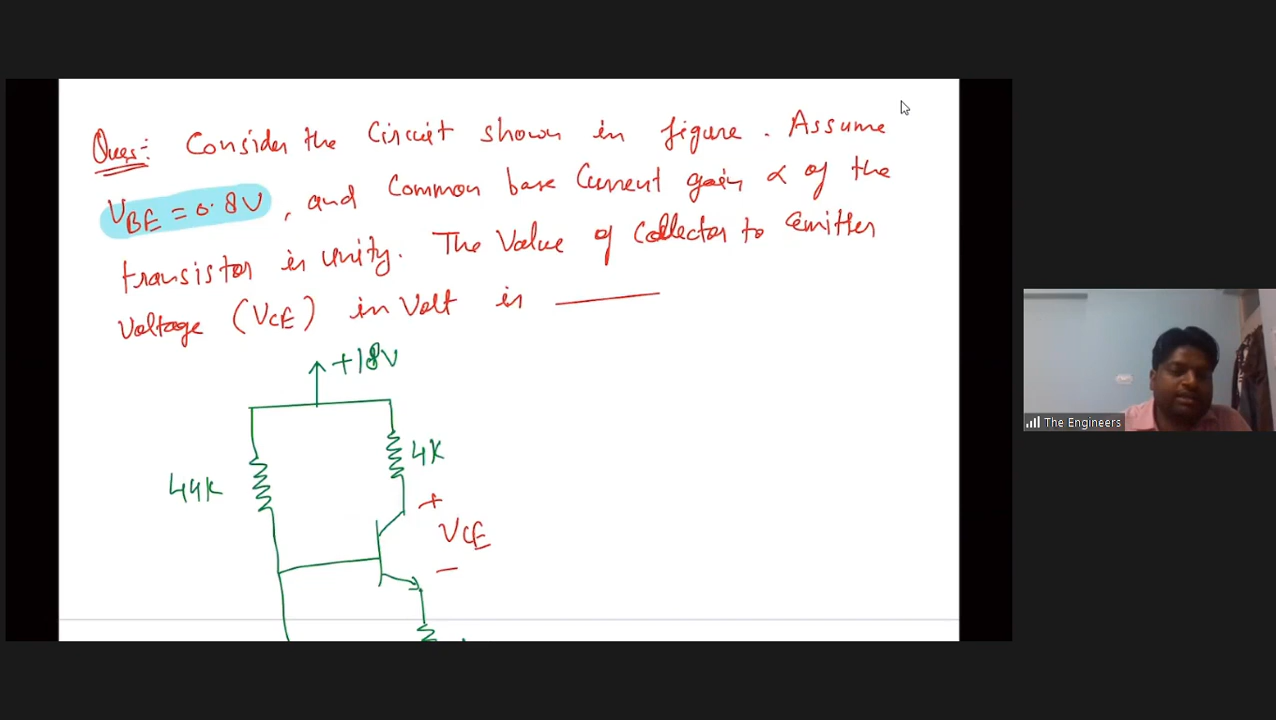 Ques:- Consider the Circuit shown in figure. Assume
VBE = 0.8V, and Common base Current gain α of the
transistor is unity. The Value of Collector to emitter
Voltage (VCE) in Volt is ______
+18V
4K
44K
+
VCE
−
The Engineers